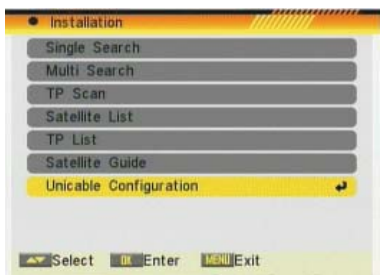 Installation
Single Search
Multi Search
TP Scan
Satellite List
TP List
Satellite Guide
Unicable Configuration
Select OK Enter MENU Exit